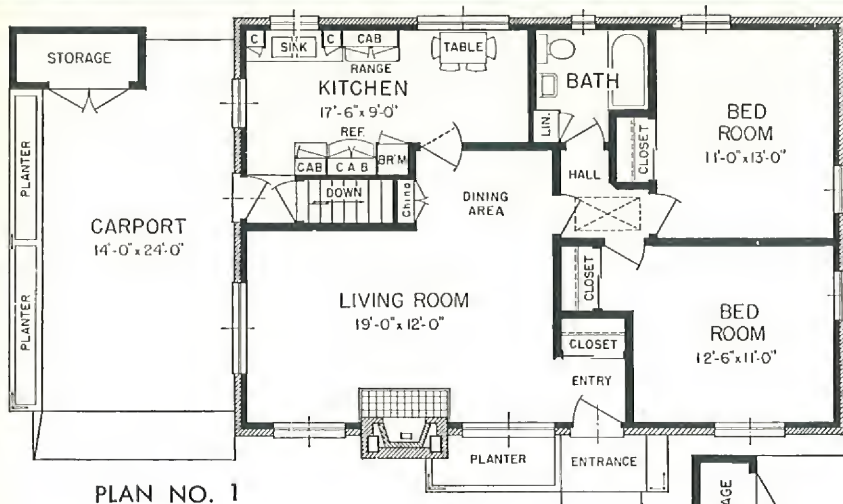 STORAGE
C
SINK
C
CAB
TABLE
RANGE
KITCHEN
17'-6" x 9'-0"
REF.
CAB
CAB
BR'M
BATH
LIN.
CLOSET
BED
ROOM
11'-0" x 13'-0"
HALL
PLANTER
PLANTER
CARPORT
14'-0" x 24'-0"
DOWN
China
DINING
AREA
LIVING ROOM
19'-0" x 12'-0"
CLOSET
CLOSET
ENTRY
BED
ROOM
12'-6" x 11'-0"
PLANTER
ENTRANCE
PLAN NO. 1